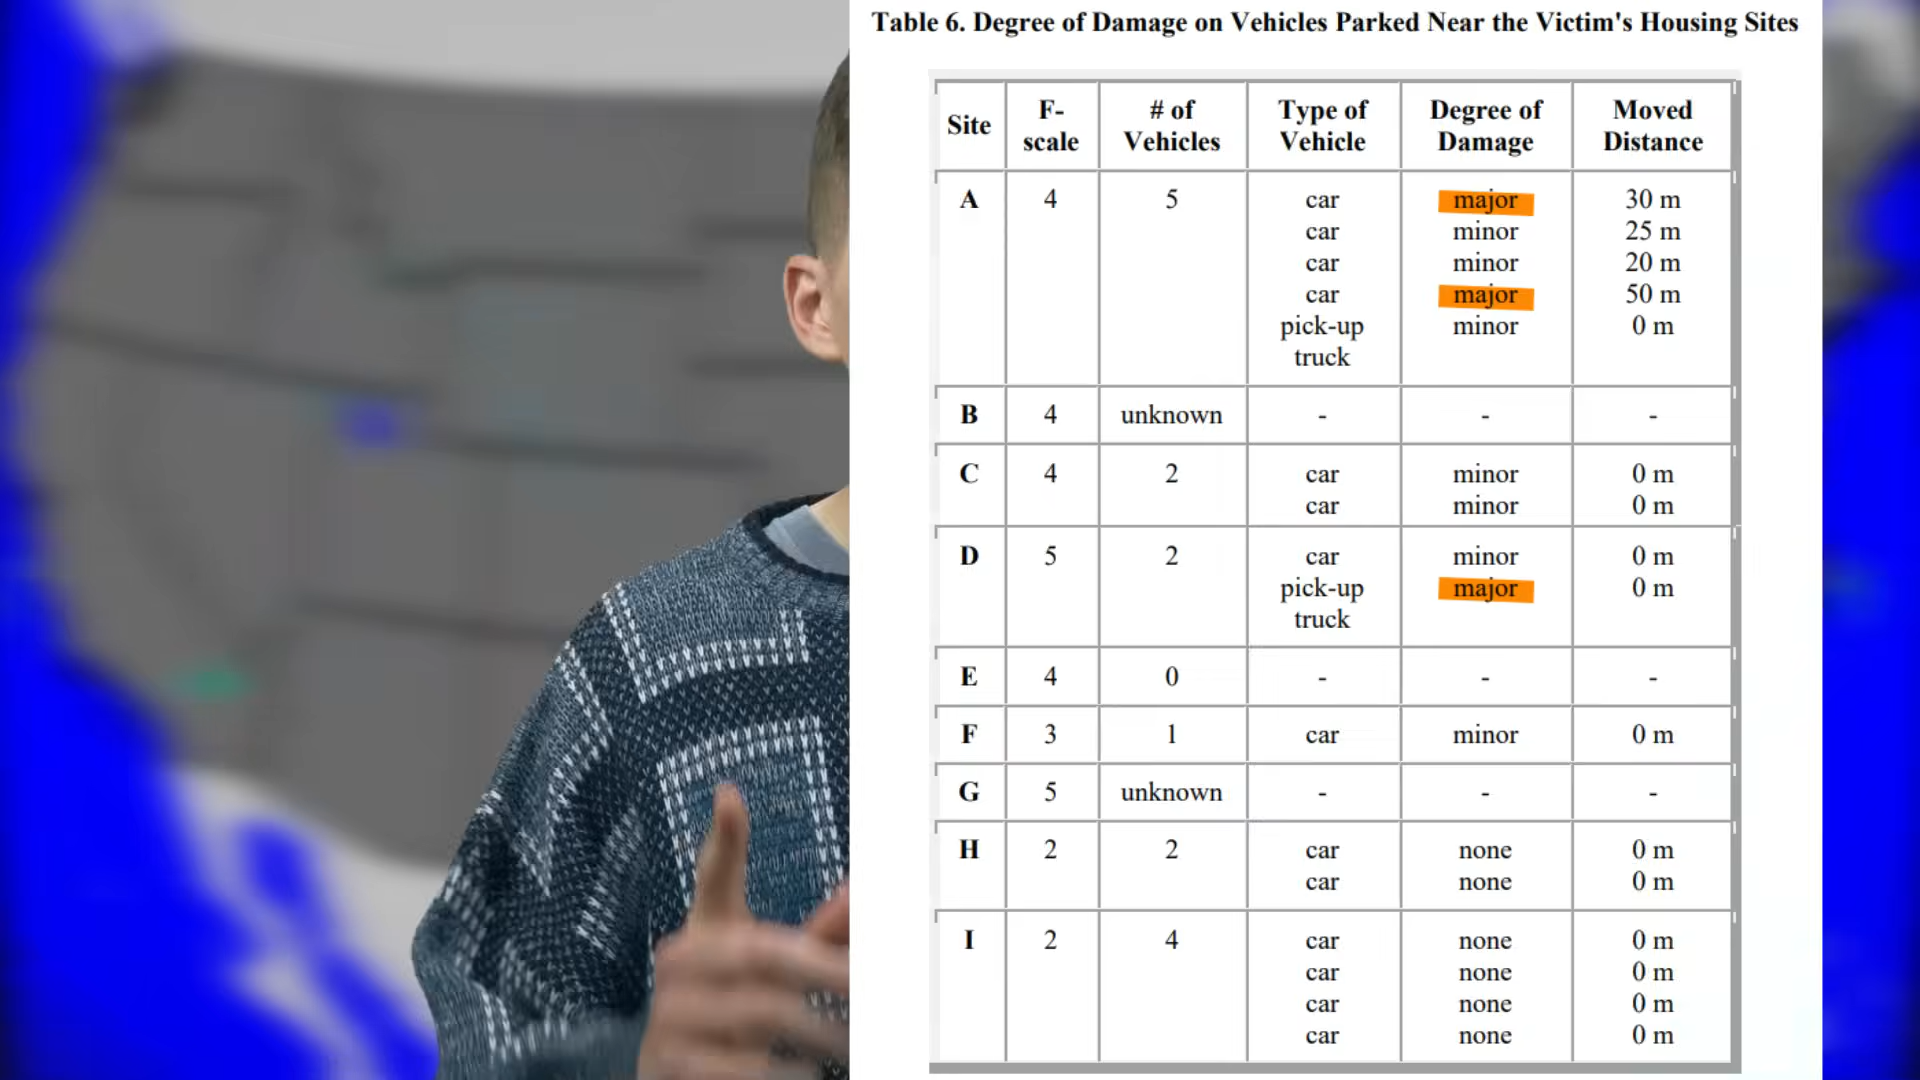 Table 6. Degree of Damage on Vehicles Parked Near the Victim's Housing Sites
Site F-scale # of Vehicles Type of Vehicle Degree of Damage Moved Distance
A 4 5 car major 30 m
car minor 25 m
car minor 20 m
car major 50 m
pick-up minor 0 m
truck
B 4 unknown - - -
C 4 2 car minor 0 m
car minor 0 m
D 5 2 car minor 0 m
pick-up major 0 m
truck
E 4 0 - - -
F 3 1 car minor 0 m
G 5 unknown - - -
H 2 2 car none 0 m
car none 0 m
I 2 4 car none 0 m
car none 0 m
car none 0 m
car none 0 m